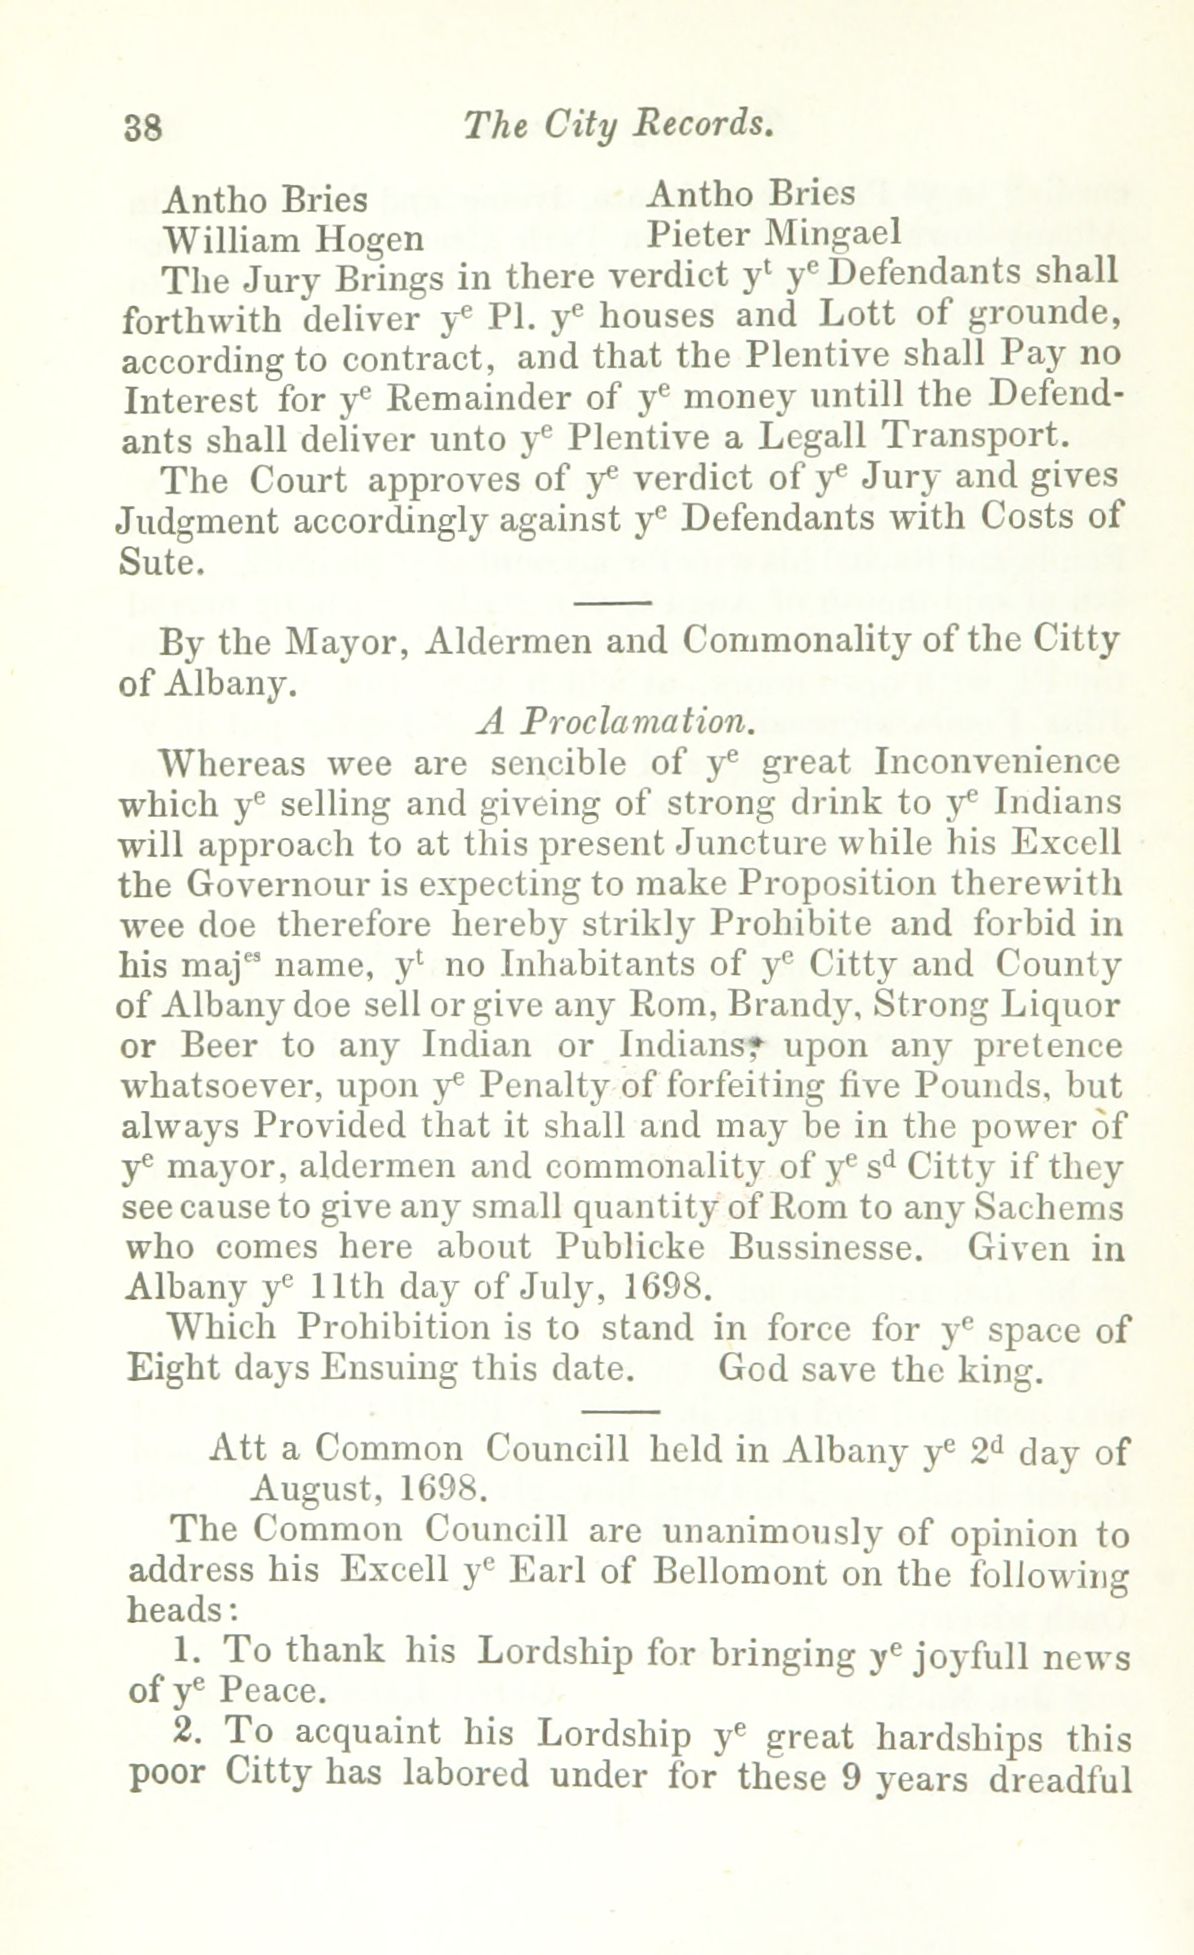 38 The City Records.
Antho Bries Antho Bries
William Hogen Pieter Mingael
The Jury Brings in there verdict yt ye Defendants shall
forthwith deliver ye Pl. ye houses and Lott of grounde,
according to contract, and that the Plentive shall Pay no
Interest for ye Remainder of ye money untill the Defend-
ants shall deliver unto ye Plentive a Legall Transport.
The Court approves of ye verdict of ye Jury and gives
Judgment accordingly against ye Defendants with Costs of
Sute.
By the Mayor, Aldermen and Commonality of the Citty
of Albany.
A Proclamation.
Whereas wee are sencible of ye great Inconvenience
which ye selling and giveing of strong drink to ye Indians
will approach to at this present Juncture while his Excell
the Governour is expecting to make Proposition therewith
wee doe therefore hereby strikly Prohibite and forbid in
his majes name, yt no Inhabitants of ye Citty and County
of Albany doe sell or give any Rom, Brandy, Strong Liquor
or Beer to any Indian or Indians, upon any pretence
whatsoever, upon ye Penalty of forfeiting five Pounds, but
always Provided that it shall and may be in the power of
ye mayor, aldermen and commonality of ye sd Citty if they
see cause to give any small quantity of Rom to any Sachems
who comes here about Publicke Bussinesse. Given in
Albany ye 11th day of July, 1698.
Which Prohibition is to stand in force for ye space of
Eight days Ensuing this date. God save the king.
Att a Common Councill held in Albany ye 2d day of
August, 1698.
The Common Councill are unanimously of opinion to
address his Excell ye Earl of Bellomont on the following
heads:
1. To thank his Lordship for bringing ye joyfull news
of ye Peace.
2. To acquaint his Lordship ye great hardships this
poor Citty has labored under for these 9 years dreadful